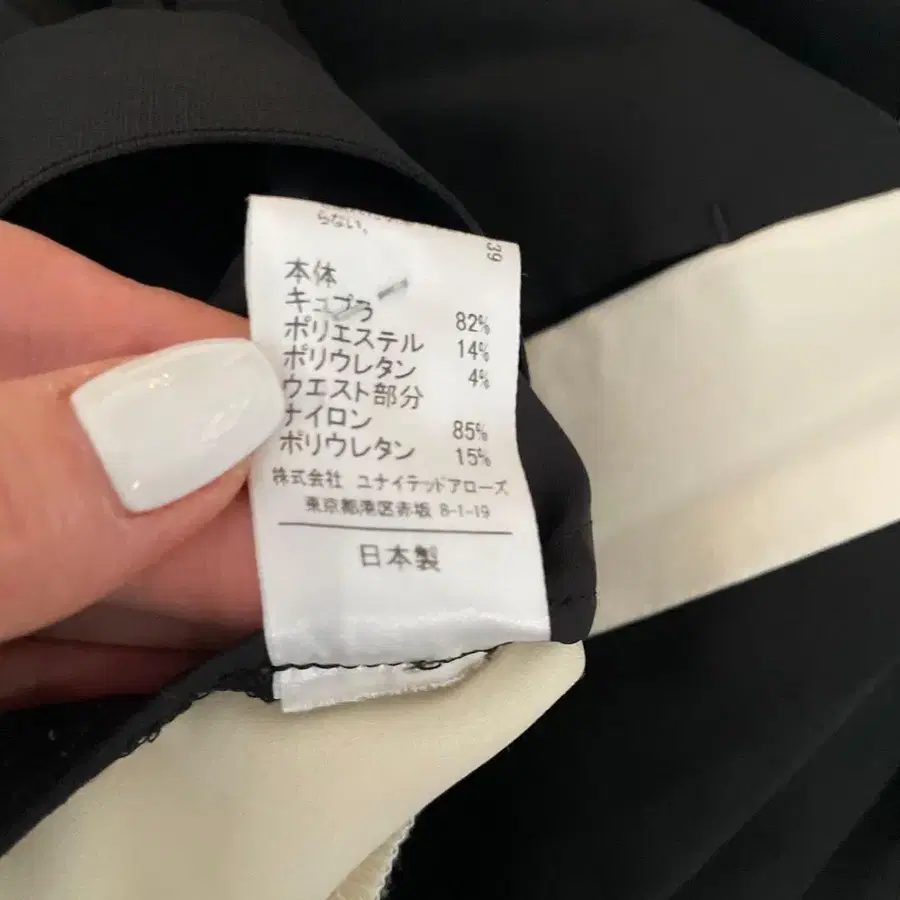 らない。
39
本体
キュプラ 82%
ポリエステル 14%
ポリウレタン 4%
ウエスト部分
ナイロン 85%
ポリウレタン 15%
株式会社 ユナイテッドアローズ
東京都港区赤坂 8-1-19
日本製